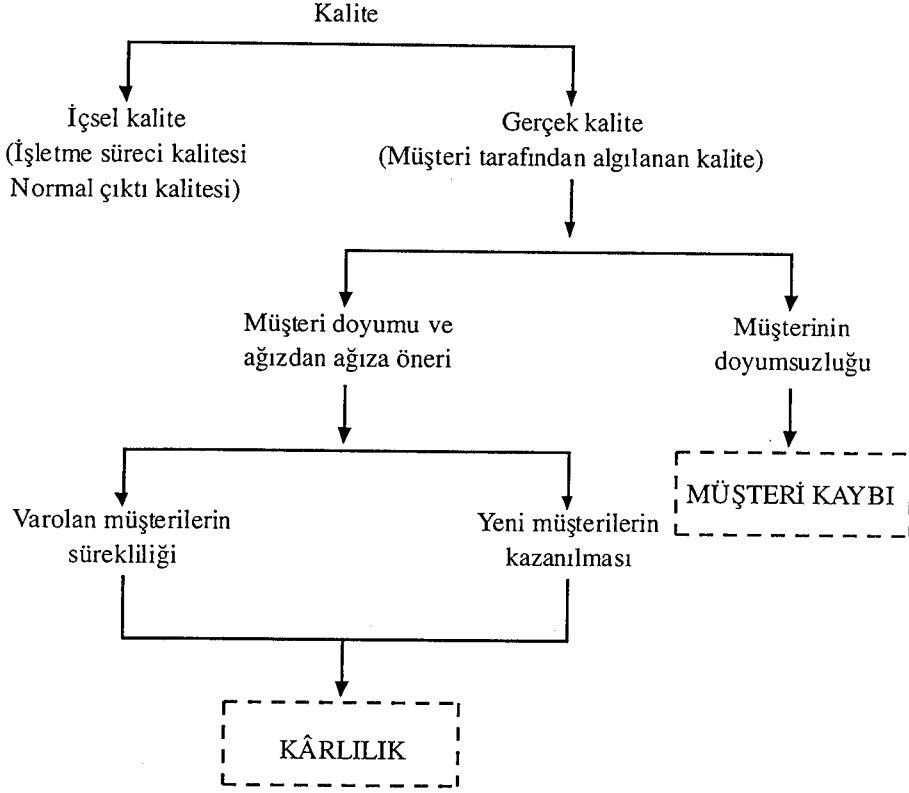 Kalite
İçsel kalite
(İşletme süreci kalitesi
Normal çıktı kalitesi)
Gerçek kalite
(Müşteri tarafından algılanan kalite)
Müşteri doyumu ve
ağızdan ağıza öneri
Müşterinin
doyumsuzluğu
MÜŞTERİ KAYBI
Varolan müşterilerin
sürekliliği
Yeni müşterilerin
kazanılması
KÂRLILIK